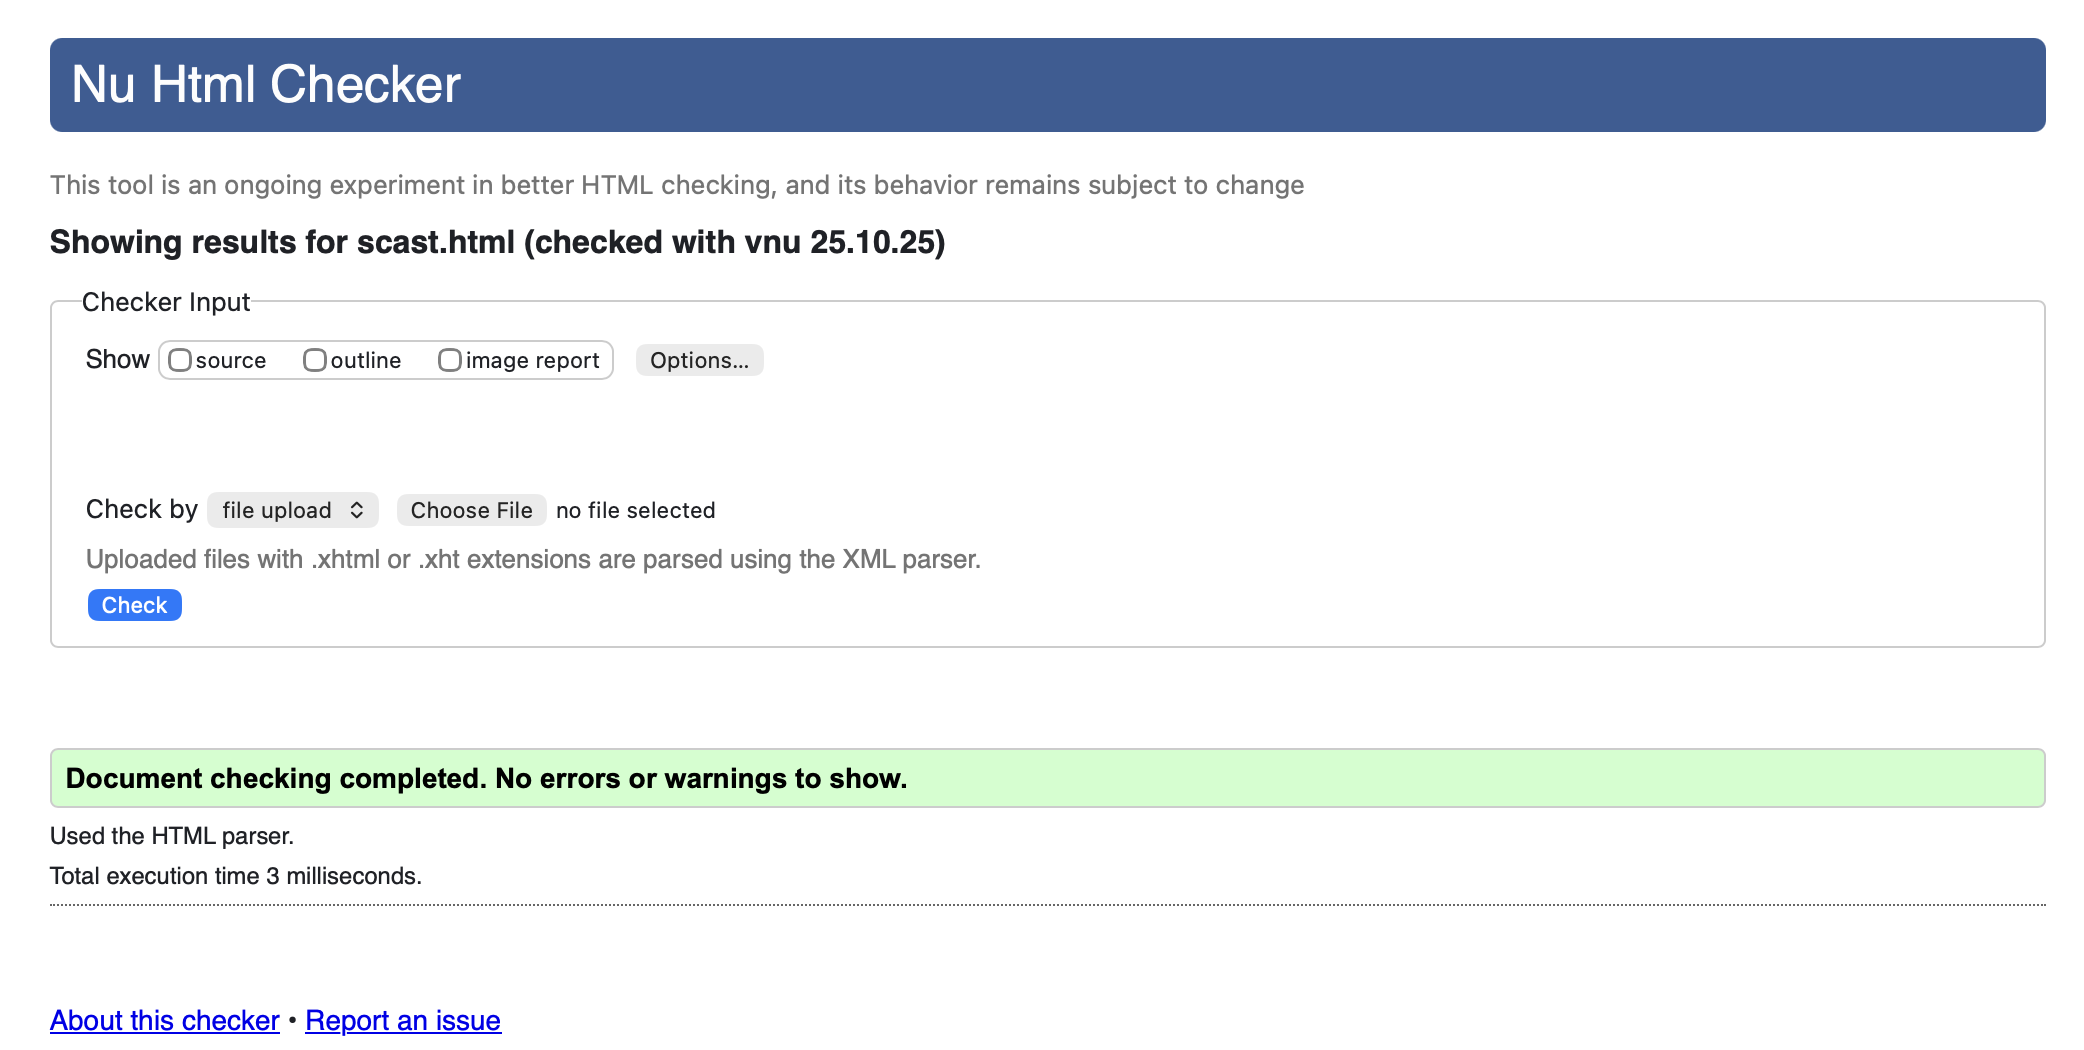 Nu Html Checker
This tool is an ongoing experiment in better HTML checking, and its behavior remains subject to change
Showing results for scast.html (checked with vnu 25.10.25)
Checker Input
Show source outline image report Options...
Check by file upload Choose File no file selected
Uploaded files with .xhtml or .xht extensions are parsed using the XML parser.
Check
Document checking completed. No errors or warnings to show.
Used the HTML parser.
Total execution time 3 milliseconds.
About this checker • Report an issue